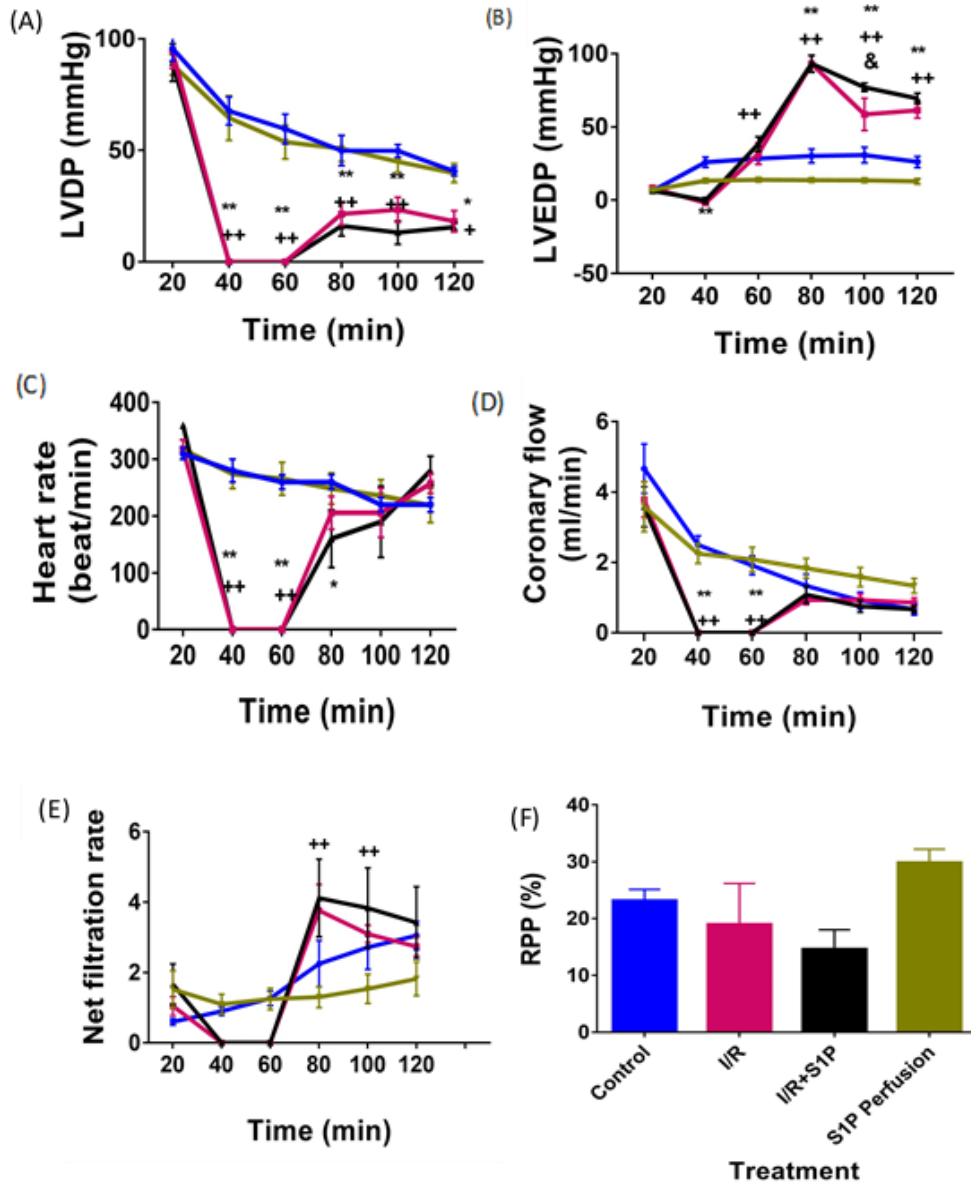 (A)
LVDP (mmHg)
100
50
0
**
++
**
++
**
++
**
++
*
+
20 40 60 80 100 120
Time (min)
(B)
LVEDP (mmHg)
100
50
0
-50
**
++
**
++
**
++
&
**
++
20 40 60 80 100 120
Time (min)
(C)
Heart rate
(beat/min)
400
300
200
100
0
**
++
**
++
*
20 40 60 80 100 120
Time (min)
(D)
Coronary flow
(ml/min)
6
4
2
0
**
++
**
++
20 40 60 80 100 120
Time (min)
(E)
Net filtration rate
6
4
2
0
++
++
20 40 60 80 100 120
Time (min)
(F)
RPP (%)
40
30
20
10
0
Control
I/R
I/R+S1P
S1P Perfusion
Treatment